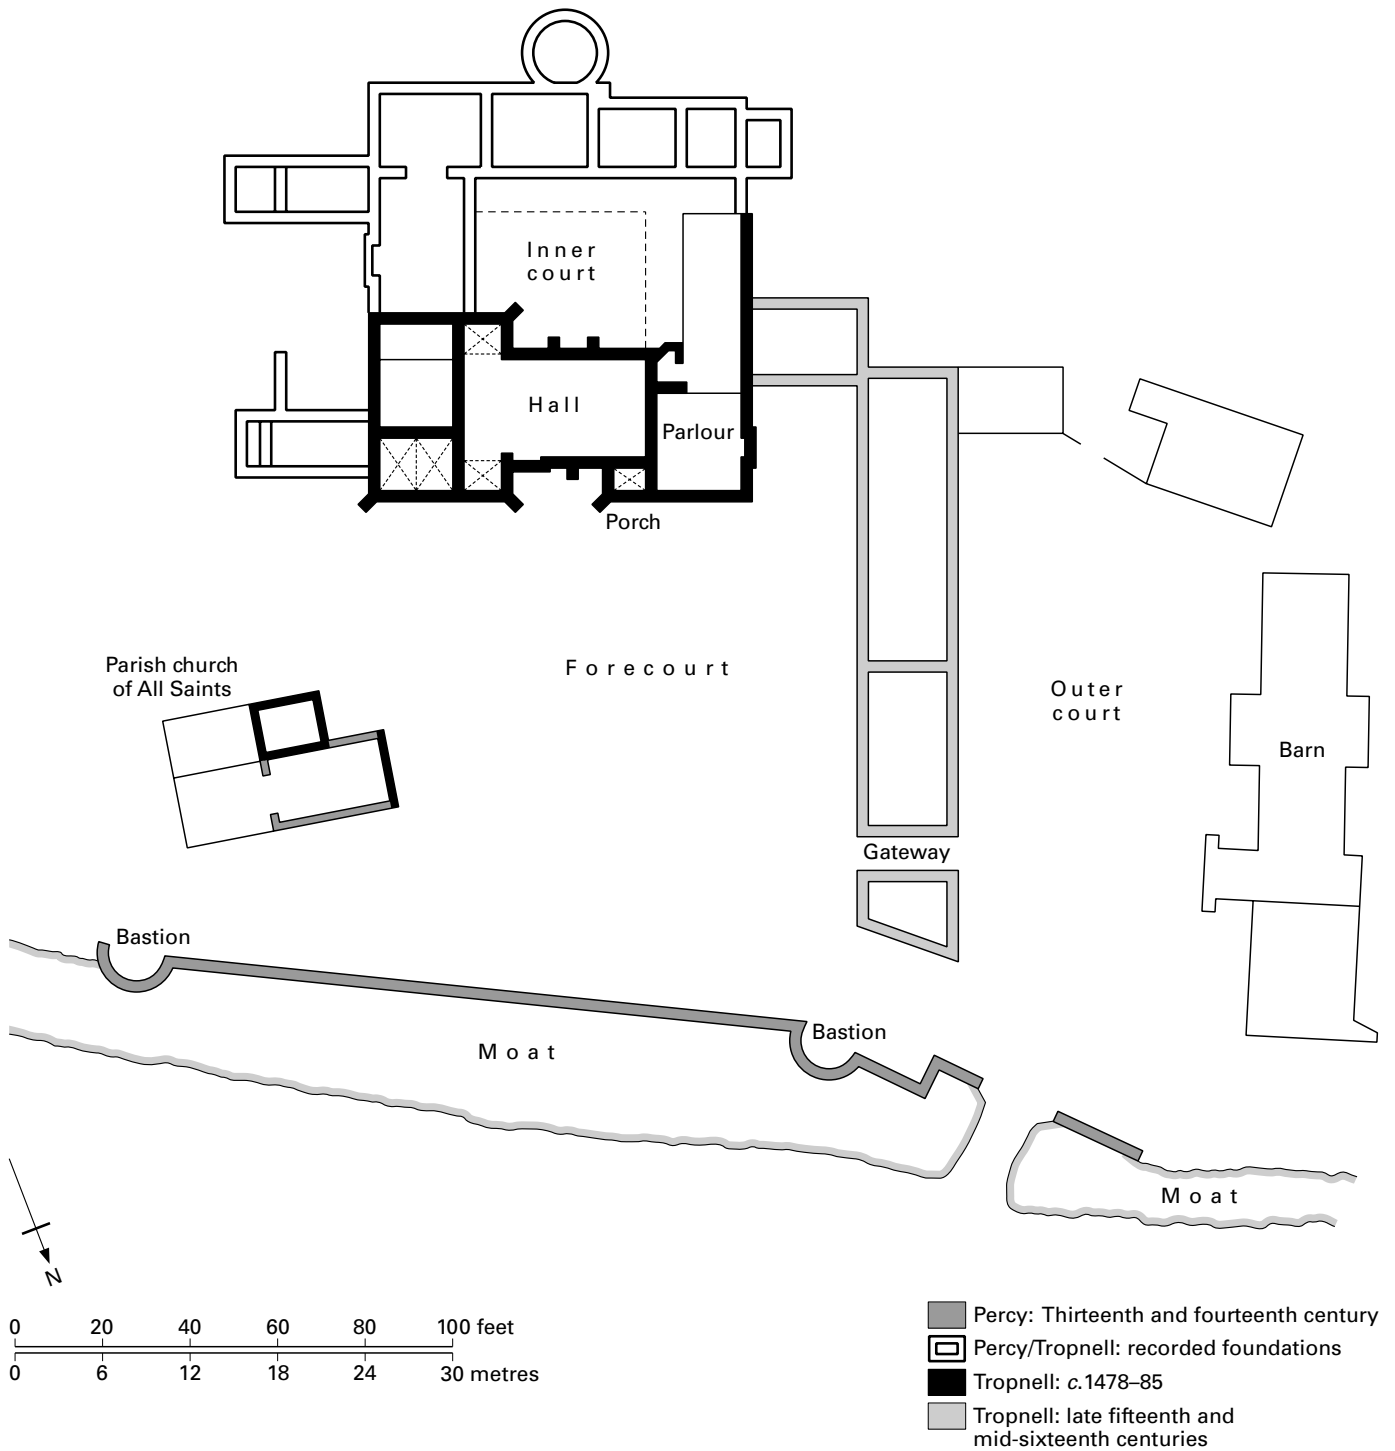 Inner
court
Hall
Parlour
Porch
Parish church
of All Saints
Forecourt
Outer
court
Barn
Gateway
Bastion
Bastion
Moat
Moat
N
0 20 40 60 80 100 feet
0 6 12 18 24 30 metres
Percy: Thirteenth and fourteenth century
Percy/Tropnell: recorded foundations
Tropnell: c.1478–85
Tropnell: late fifteenth and
mid-sixteenth centuries